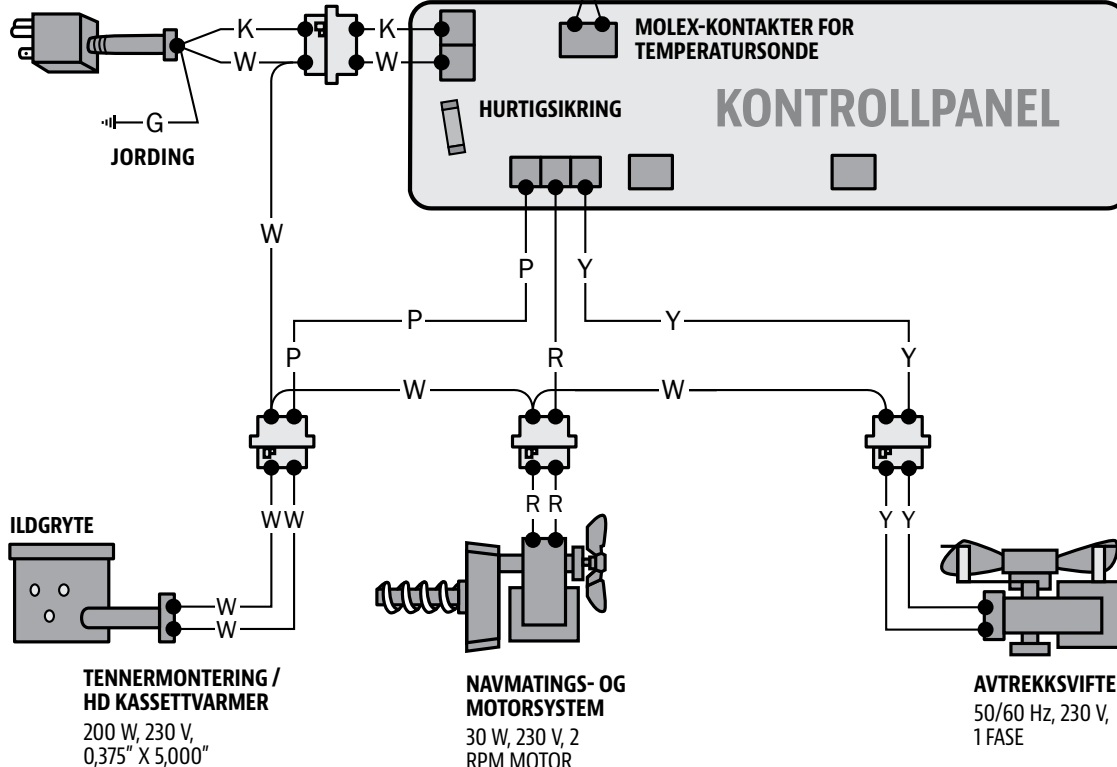 K
K
W
W
G
JORDING
MOLEX-KONTAKTER FOR
TEMPERATURSONDE
HURTIGSIKRING
KONTROLLPANEL
W
P
Y
P
Y
P
R
Y
W
W
R R
W W
Y Y
ILDGRYTE
W
W
TENNERMONTERING /
HD KASSETTVARMER
200 W, 230 V,
0,375" X 5,000"
NAVMATINGS- OG
MOTORSYSTEM
30 W, 230 V, 2
RPM MOTOR
AVTREKKSVIFTE
50/60 Hz, 230 V,
1 FASE